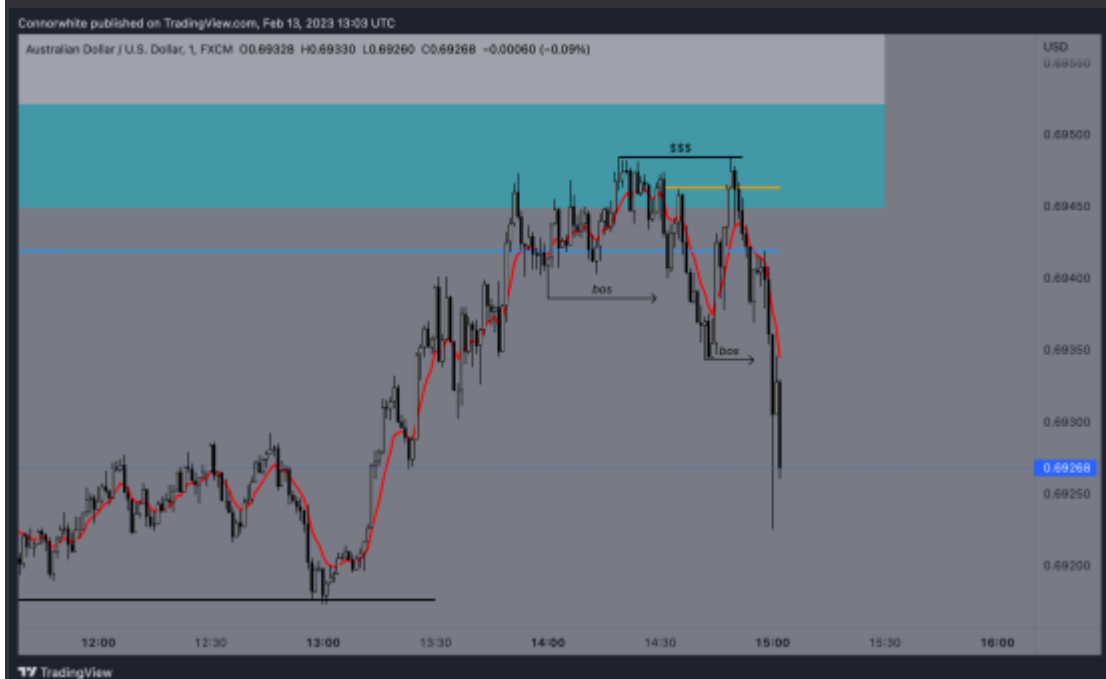 Connorwhite published on TradingView.com, Feb 13, 2023 13:03 UTC
Australian Dollar / U.S. Dollar, 1, FXCM O0.69328 H0.69330 L0.69260 C0.69268 −0.00060 (−0.09%)
USD
0.69550
0.69500
$$$
0.69450
0.69400
bos
0.69350
bos
0.69300
0.69268
0.69250
0.69200
12:00 12:30 13:00 13:30 14:00 14:30 15:00 15:30 16:00
TradingView